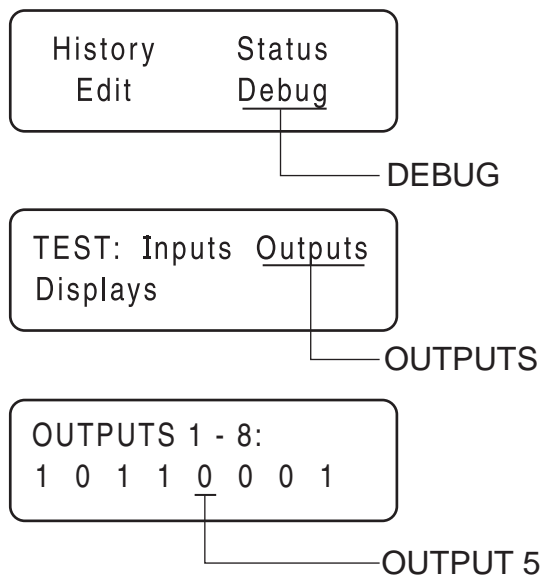 History Status
Edit Debug
DEBUG
TEST: Inputs Outputs
Displays
OUTPUTS
OUTPUTS 1 - 8:
1 0 1 1 0 0 0 1
OUTPUT 5